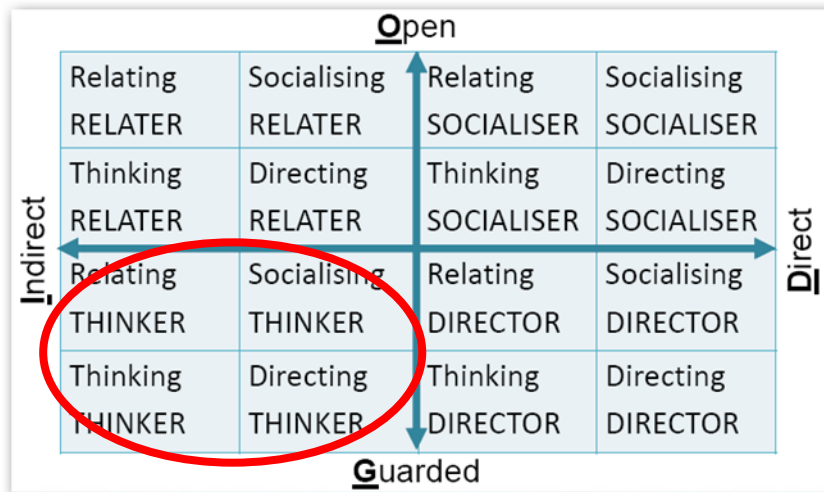 Open
Relating Socialising Relating Socialising
RELATER RELATER SOCIALISER SOCIALISER
Thinking Directing Thinking Directing
RELATER RELATER SOCIALISER SOCIALISER
Indirect
Direct
Relating Socialising Relating Socialising
THINKER THINKER DIRECTOR DIRECTOR
Thinking Directing Thinking Directing
THINKER THINKER DIRECTOR DIRECTOR
Guarded